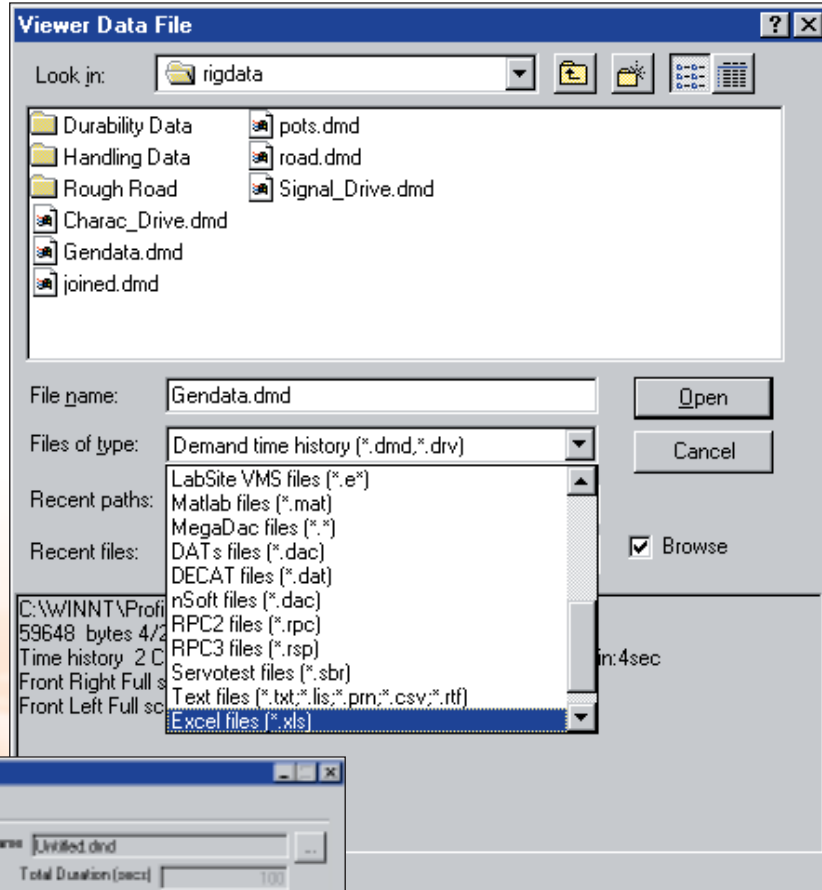 Viewer Data File
Look in: rigdata
Durability Data pots.dmd
Handling Data road.dmd
Rough Road Signal_Drive.dmd
Charac_Drive.dmd
Gendata.dmd
joined.dmd
File name: Gendata.dmd Open
Files of type: Demand time history (*.dmd,*.drv) Cancel
LabSite VMS files (*.e*)
Recent paths: Matlab files (*.mat)
MegaDac files (*.*)
Recent files: DATs files (*.dac) Browse
DECAT files (*.dat)
nSoft files (*.dac)
RPC2 files (*.rpc)
RPC3 files (*.rsp)
Servotest files (*.sbr)
Text files (*.txt;*.lis;*.prn;*.csv;*.rtf)
Excel files (*.xls)
C:\WINNT\Profi
59648 bytes 4/2
Time history 2 C in:4sec
Front Right Full s
Front Left Full sc
Untitled.dmd ...
Total Duration (secs) 100